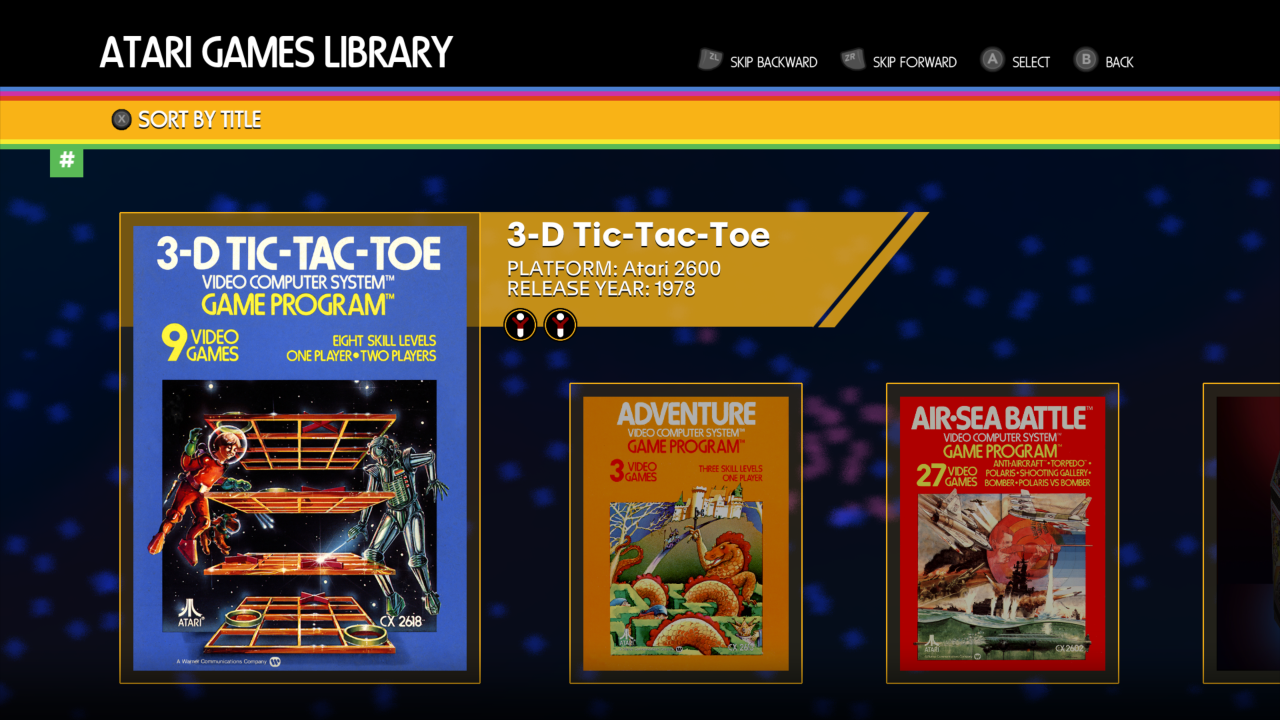 ATARI GAMES LIBRARY
ZL SKIP BACKWARD ZR SKIP FORWARD A SELECT B BACK
X SORT BY TITLE
#
3-D TIC-TAC-TOE
VIDEO COMPUTER SYSTEM™
GAME PROGRAM™
9 VIDEO GAMES
EIGHT SKILL LEVELS
ONE PLAYER•TWO PLAYERS
ATARI®
CX 2618
A Warner Communications Company
3-D Tic-Tac-Toe
PLATFORM: Atari 2600
RELEASE YEAR: 1978
ADVENTURE
VIDEO COMPUTER SYSTEM™
GAME PROGRAM™
3 VIDEO GAMES
THREE SKILL LEVELS
ONE PLAYER
ATARI
AIR•SEA BATTLE™
VIDEO COMPUTER SYSTEM™
GAME PROGRAM™
27 VIDEO GAMES
ANTI-AIRCRAFT•TORPEDO•
POLARIS•SHOOTING GALLERY•
BOMBER•POLARIS VS BOMBER
ATARI
CX 2602